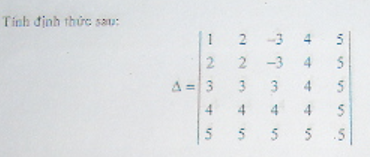 Tính định thức sau:
1 2 -3 4 5
2 2 -3 4 5
Δ = 3 3 3 4 5
4 4 4 4 5
5 5 5 5 .5